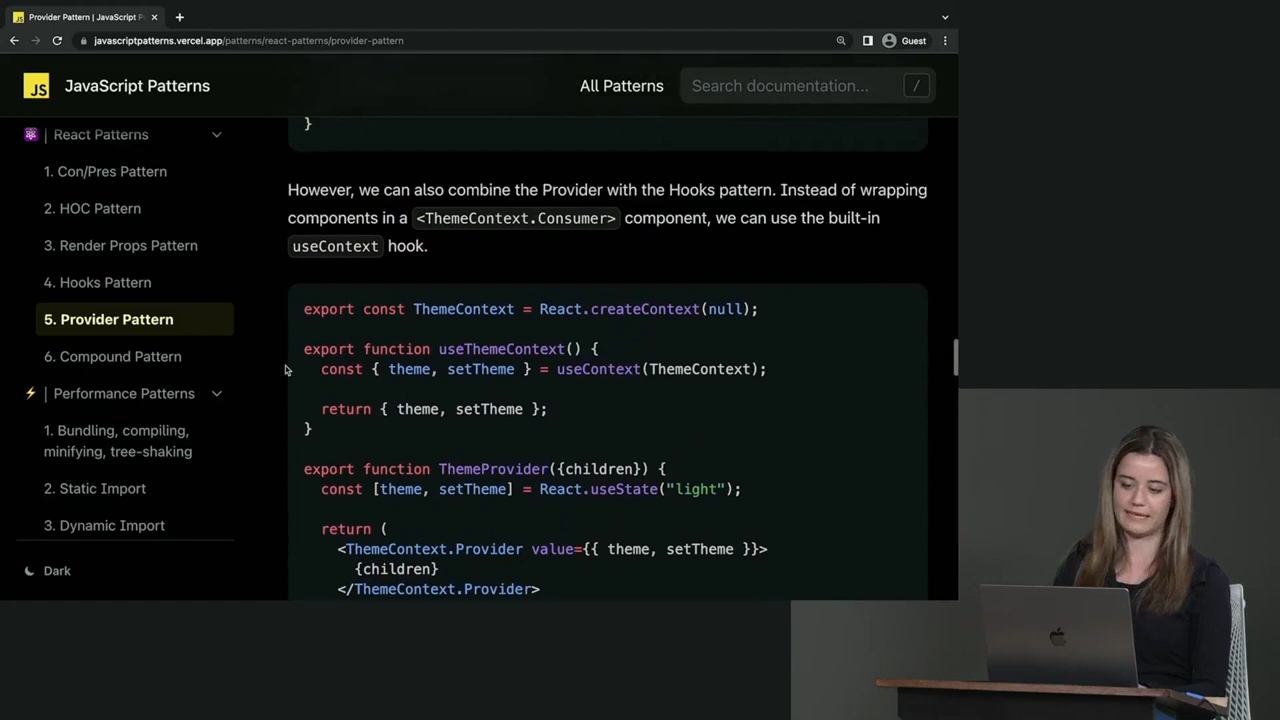 Provider Pattern | JavaScript P
javascriptpatterns.vercel.app/patterns/react-patterns/provider-pattern
Guest
JS
JavaScript Patterns
All Patterns
Search documentation...
/
React Patterns
1. Con/Pres Pattern
2. HOC Pattern
3. Render Props Pattern
4. Hooks Pattern
5. Provider Pattern
6. Compound Pattern
Performance Patterns
1. Bundling, compiling,
minifying, tree-shaking
2. Static Import
3. Dynamic Import
Dark
}
However, we can also combine the Provider with the Hooks pattern. Instead of wrapping
components in a <ThemeContext.Consumer> component, we can use the built-in
useContext hook.
export const ThemeContext = React.createContext(null);
export function useThemeContext() {
const { theme, setTheme } = useContext(ThemeContext);
return { theme, setTheme };
}
export function ThemeProvider({children}) {
const [theme, setTheme] = React.useState("light");
return (
<ThemeContext.Provider value={{ theme, setTheme }}>
{children}
</ThemeContext.Provider>